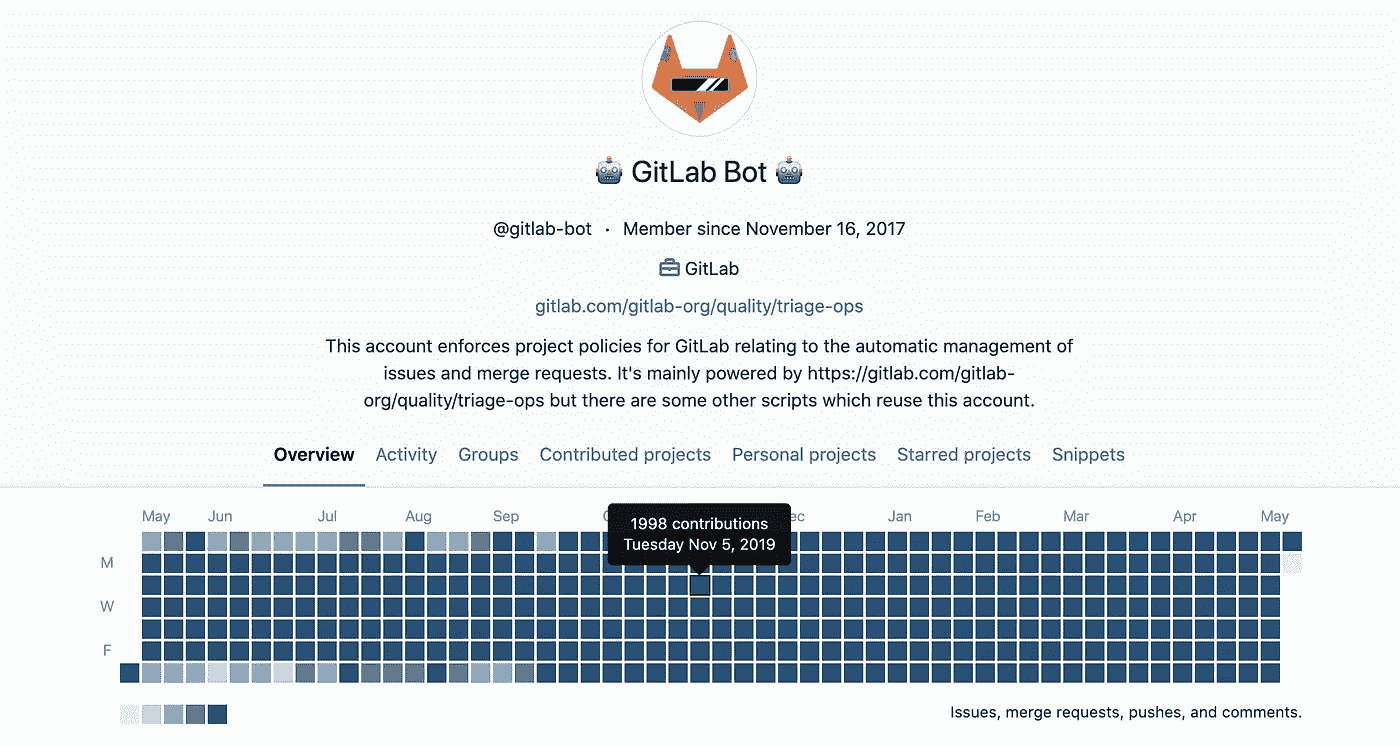 GitLab Bot
@gitlab-bot · Member since November 16, 2017
GitLab
gitlab.com/gitlab-org/quality/triage-ops
This account enforces project policies for GitLab relating to the automatic management of
issues and merge requests. It's mainly powered by https://gitlab.com/gitlab-
org/quality/triage-ops but there are some other scripts which reuse this account.
Overview Activity Groups Contributed projects Personal projects Starred projects Snippets
1998 contributions
Tuesday Nov 5, 2019
May Jun Jul Aug Sep Jan Feb Mar Apr May
M
W
F
Issues, merge requests, pushes, and comments.